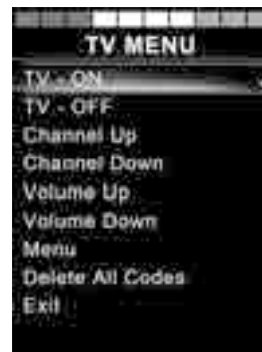 TV MENU
TV - ON
TV - OFF
Channel Up
Channel Down
Volume Up
Volume Down
Menu
Delete All Codes
Exit